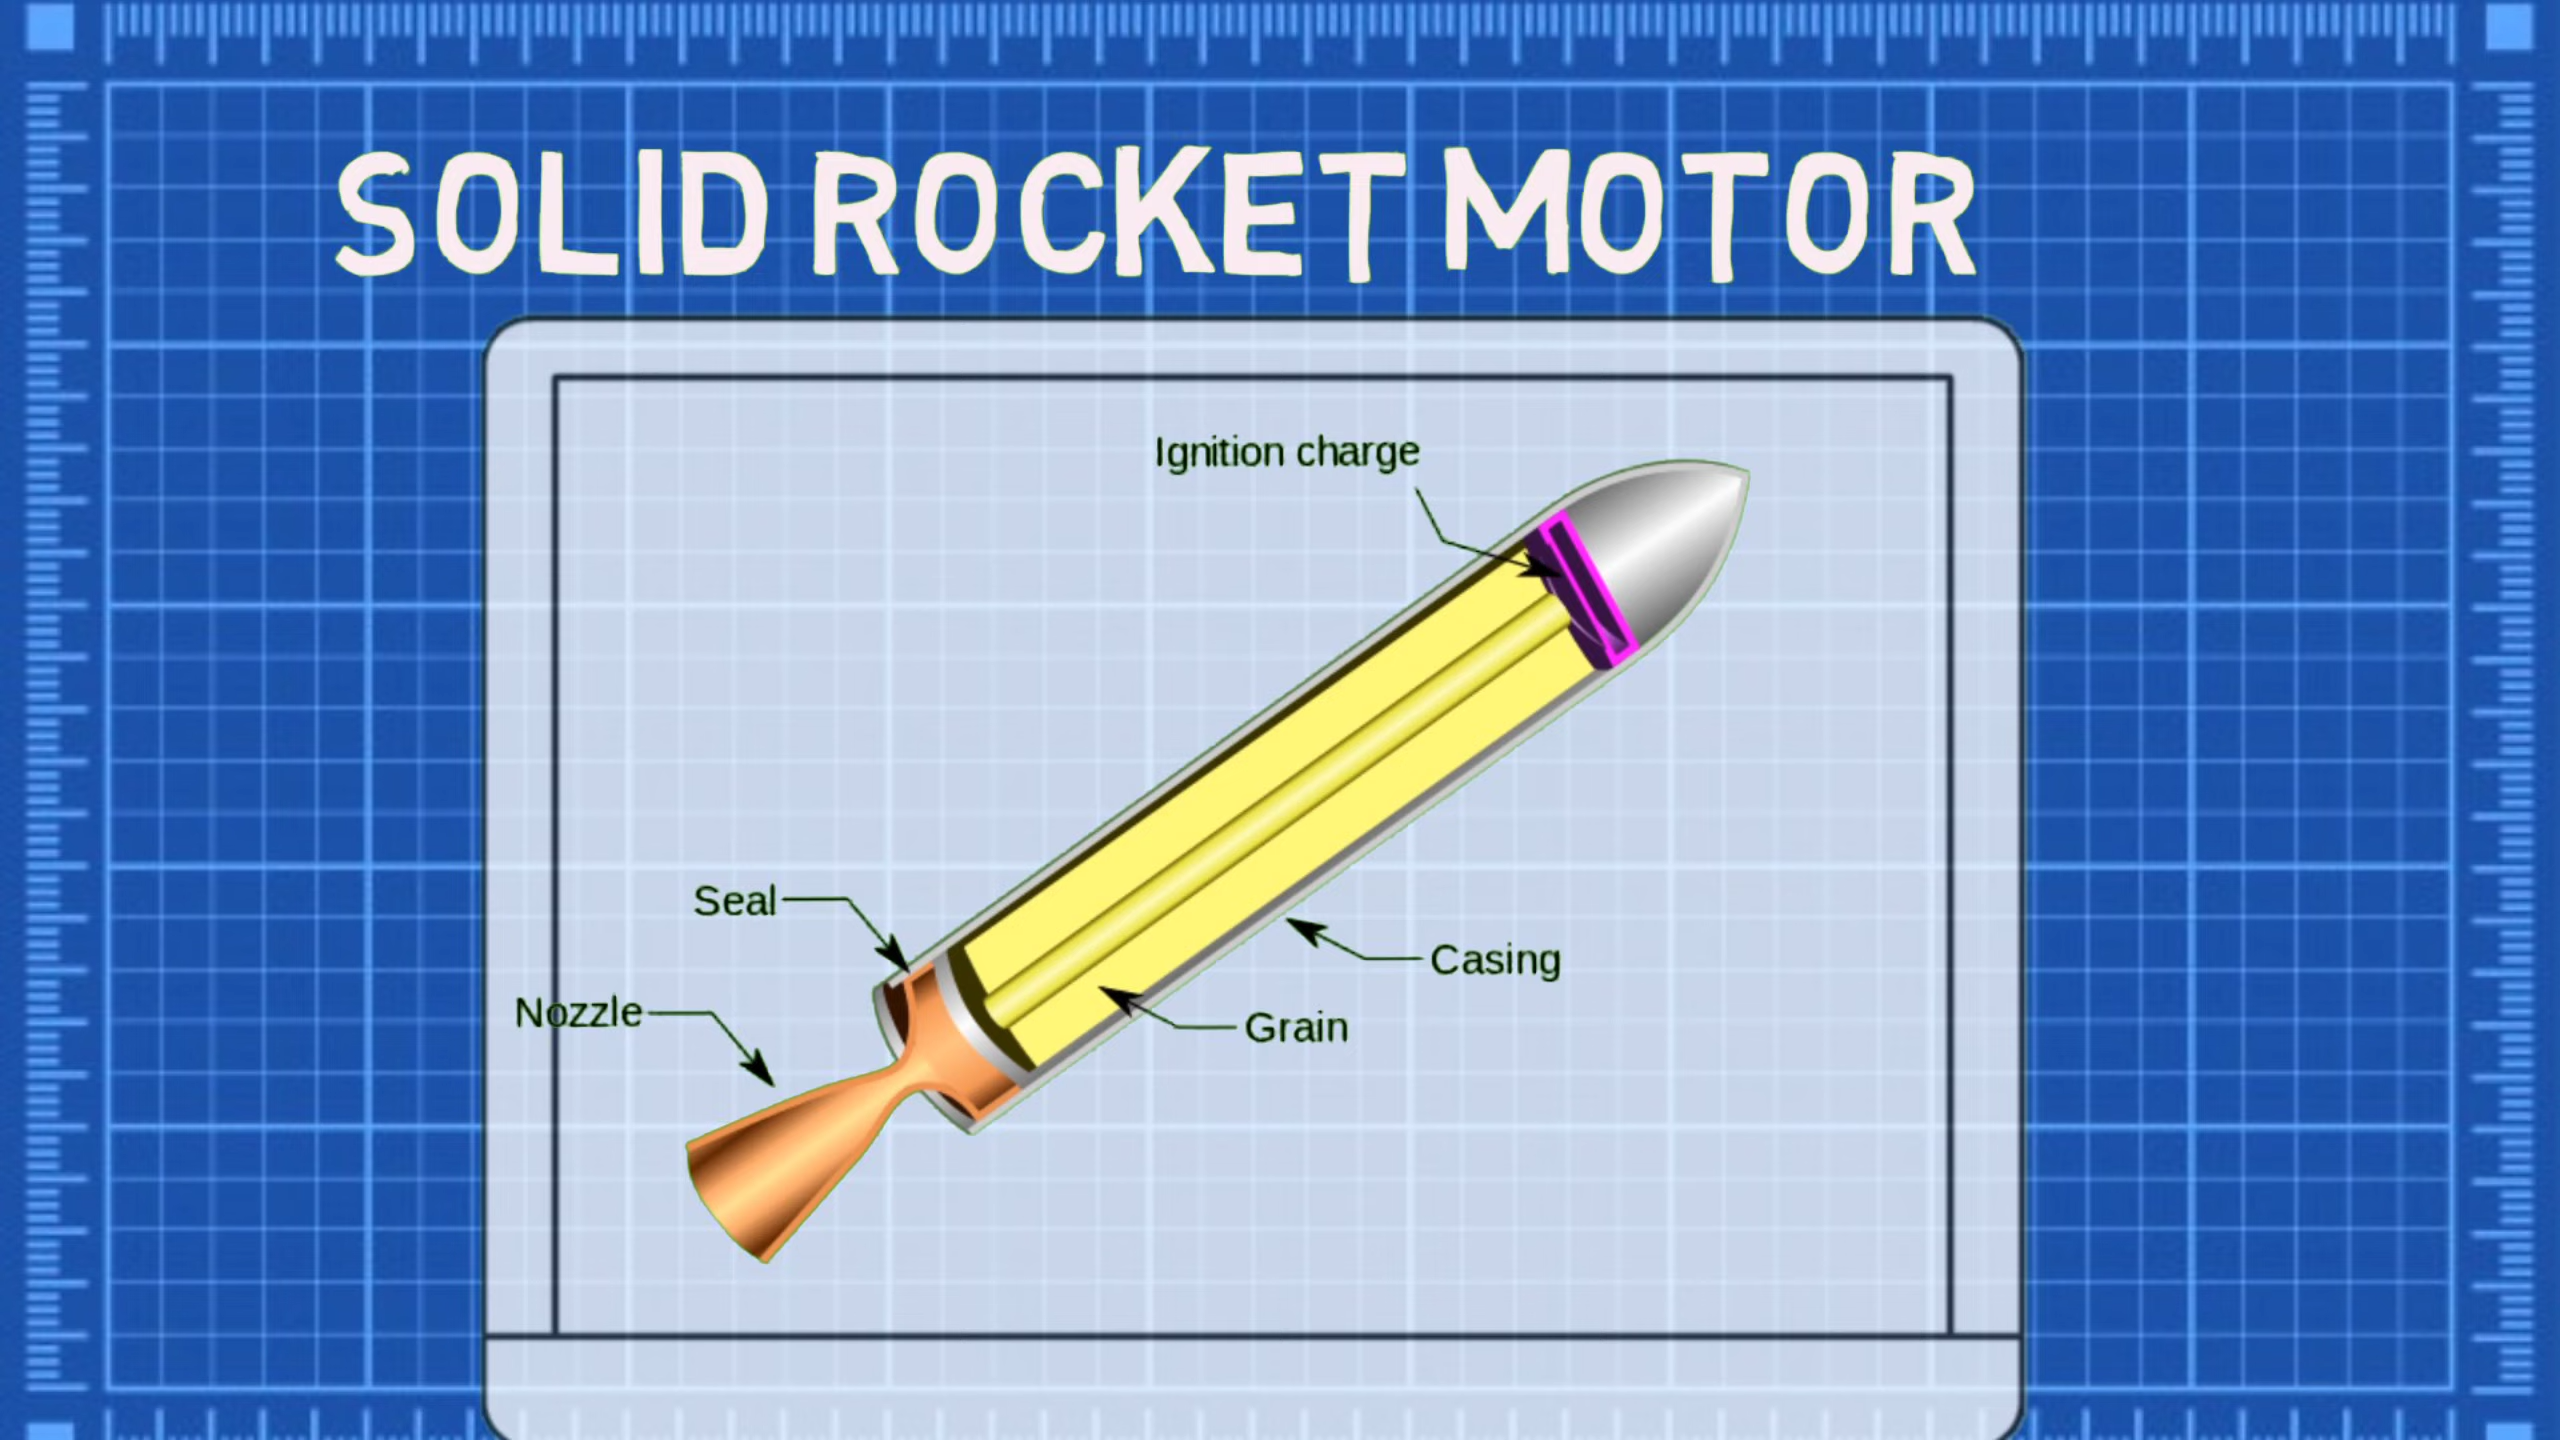 SOLID ROCKET MOTOR
Ignition charge
Seal
Casing
Nozzle
Grain